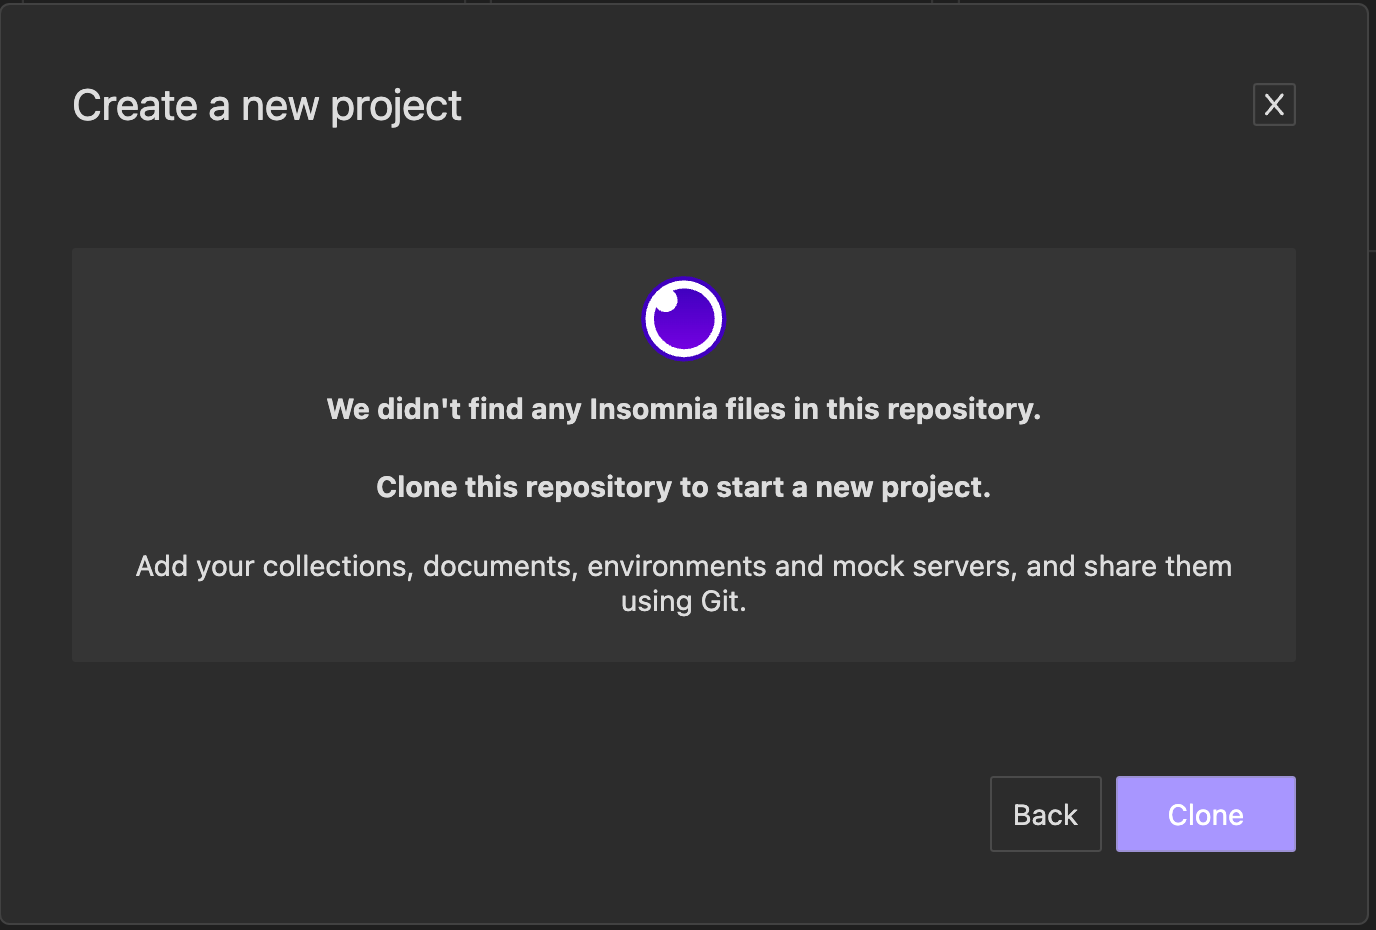 Create a new project
X
We didn't find any Insomnia files in this repository.
Clone this repository to start a new project.
Add your collections, documents, environments and mock servers, and share them
using Git.
Back
Clone